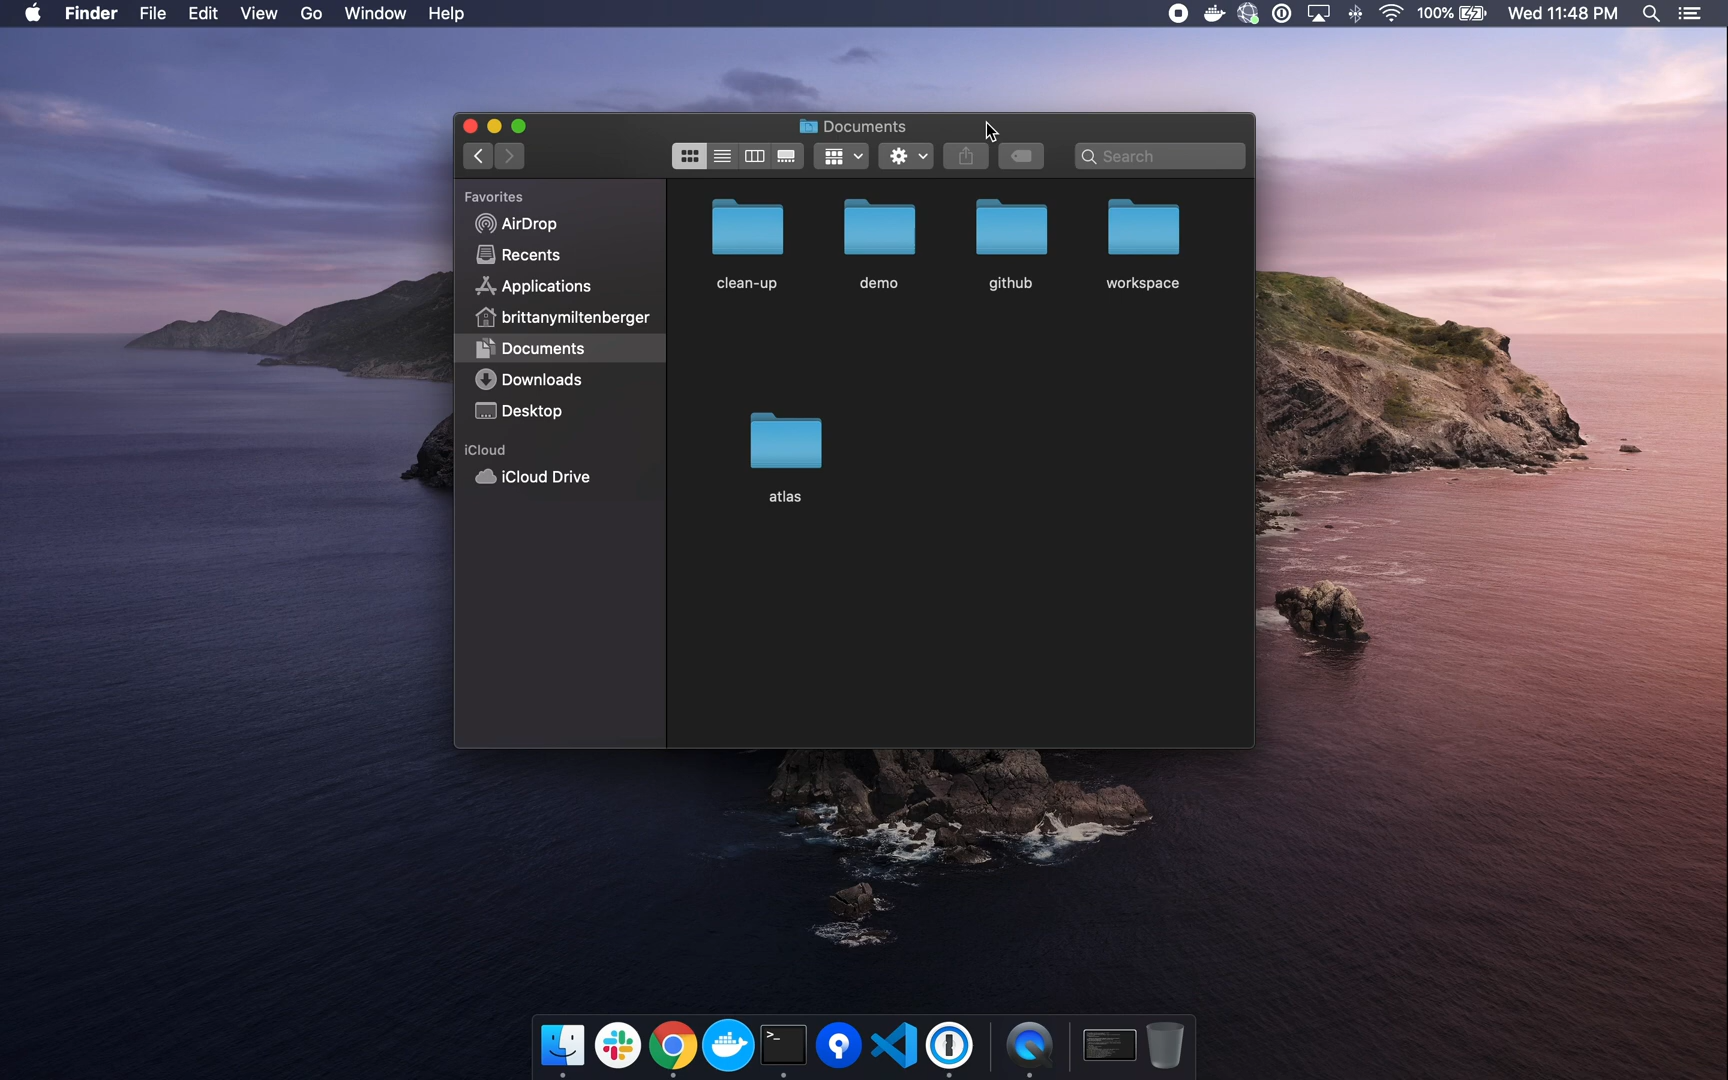 Finder File Edit View Go Window Help 100% Wed 11:48 PM
Documents
Search
Favorites
AirDrop
Recents
Applications
brittanymiltenberger
Documents
Downloads
Desktop
iCloud
iCloud Drive
clean-up demo github workspace
atlas